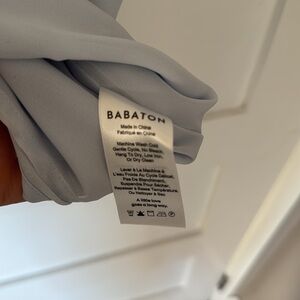 BABATON
Made in China
Fabriqué en Chine
Machine Wash Cold
Gentle Cycle, No Bleach,
Hang To Dry, Low Iron,
Or Dry Clean
Laver À La Machine À
L'eau Froide Au Cycle Délicat,
Pas De Blanchiment,
Suspendre Pour Sécher,
Repasser à Basse Température
Ou Nettoyer à Sec
A little love
goes a long way.